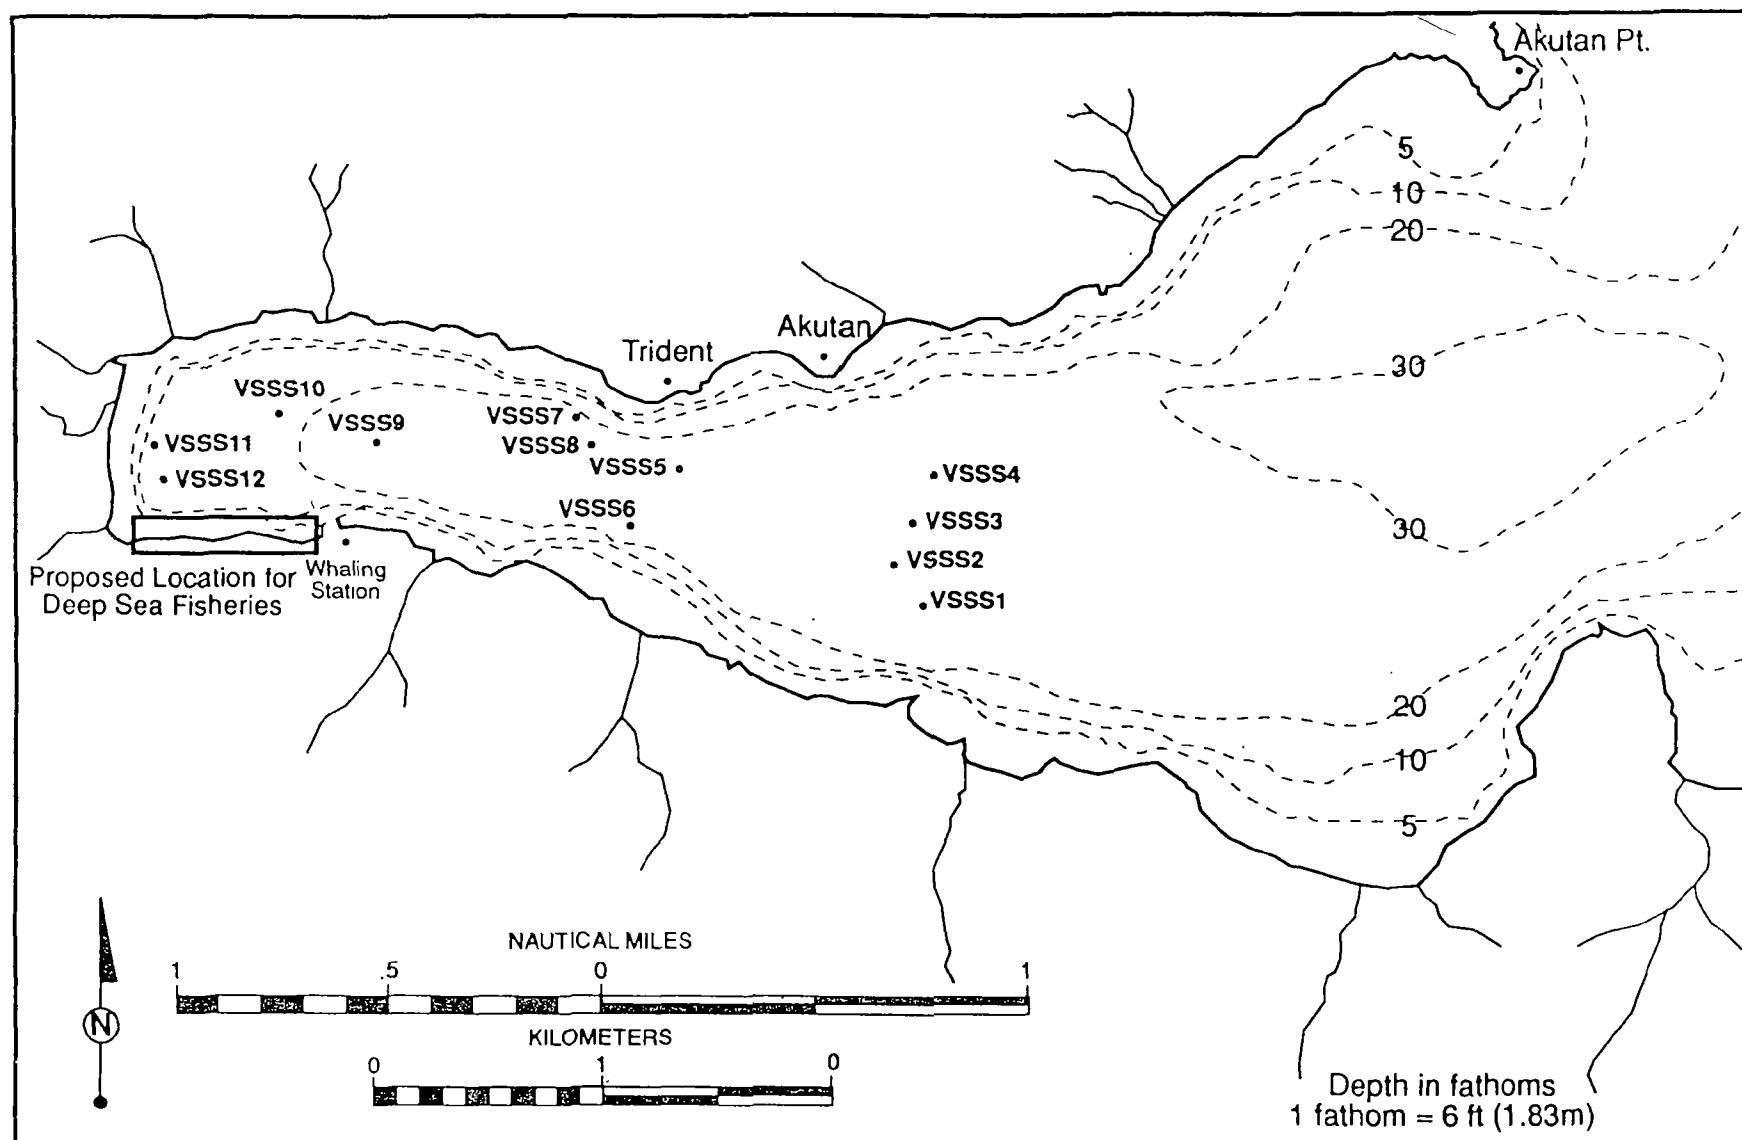 Akutan Pt.
5
10
20
Akutan
Trident
30
VSSS10
VSSS9
VSSS7
VSSS11
VSSS8
VSSS5
VSSS4
VSSS12
VSSS6
VSSS3
30
VSSS2
Whaling
Station
Proposed Location for
Deep Sea Fisheries
VSSS1
20
10
5
NAUTICAL MILES
1 .5 0 1
N
KILOMETERS
0 1 0
Depth in fathoms
1 fathom = 6 ft (1.83m)